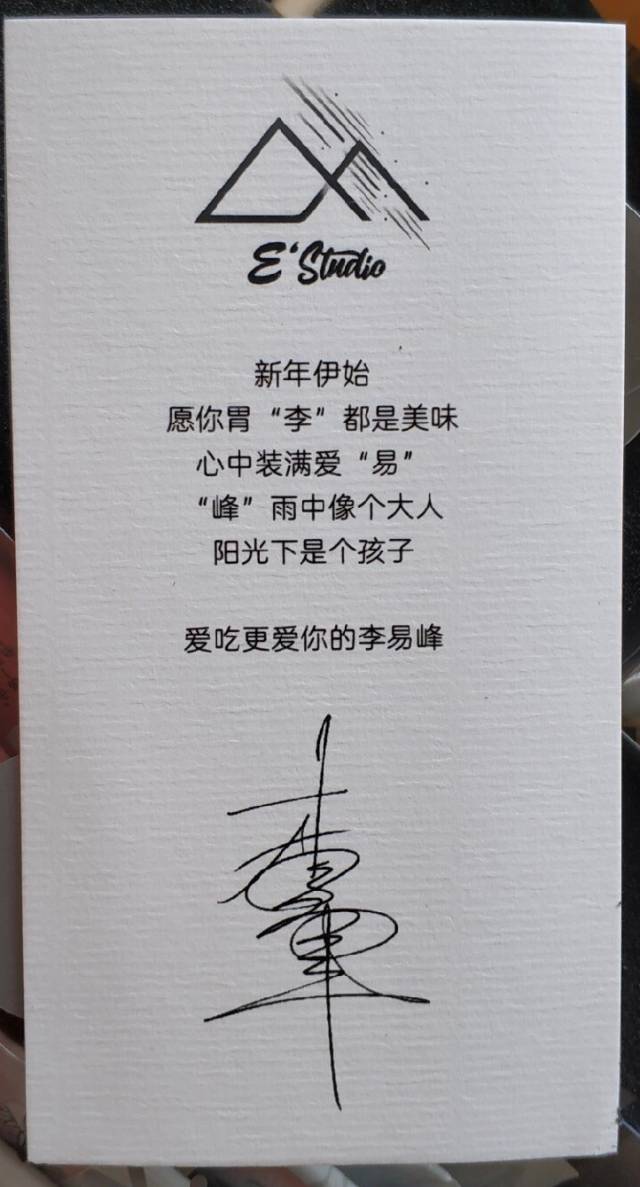 E'Studio
新年伊始
愿你胃“李”都是美味
心中装满爱“易”
“峰”雨中像个大人
阳光下是个孩子
爱吃更爱你的李易峰